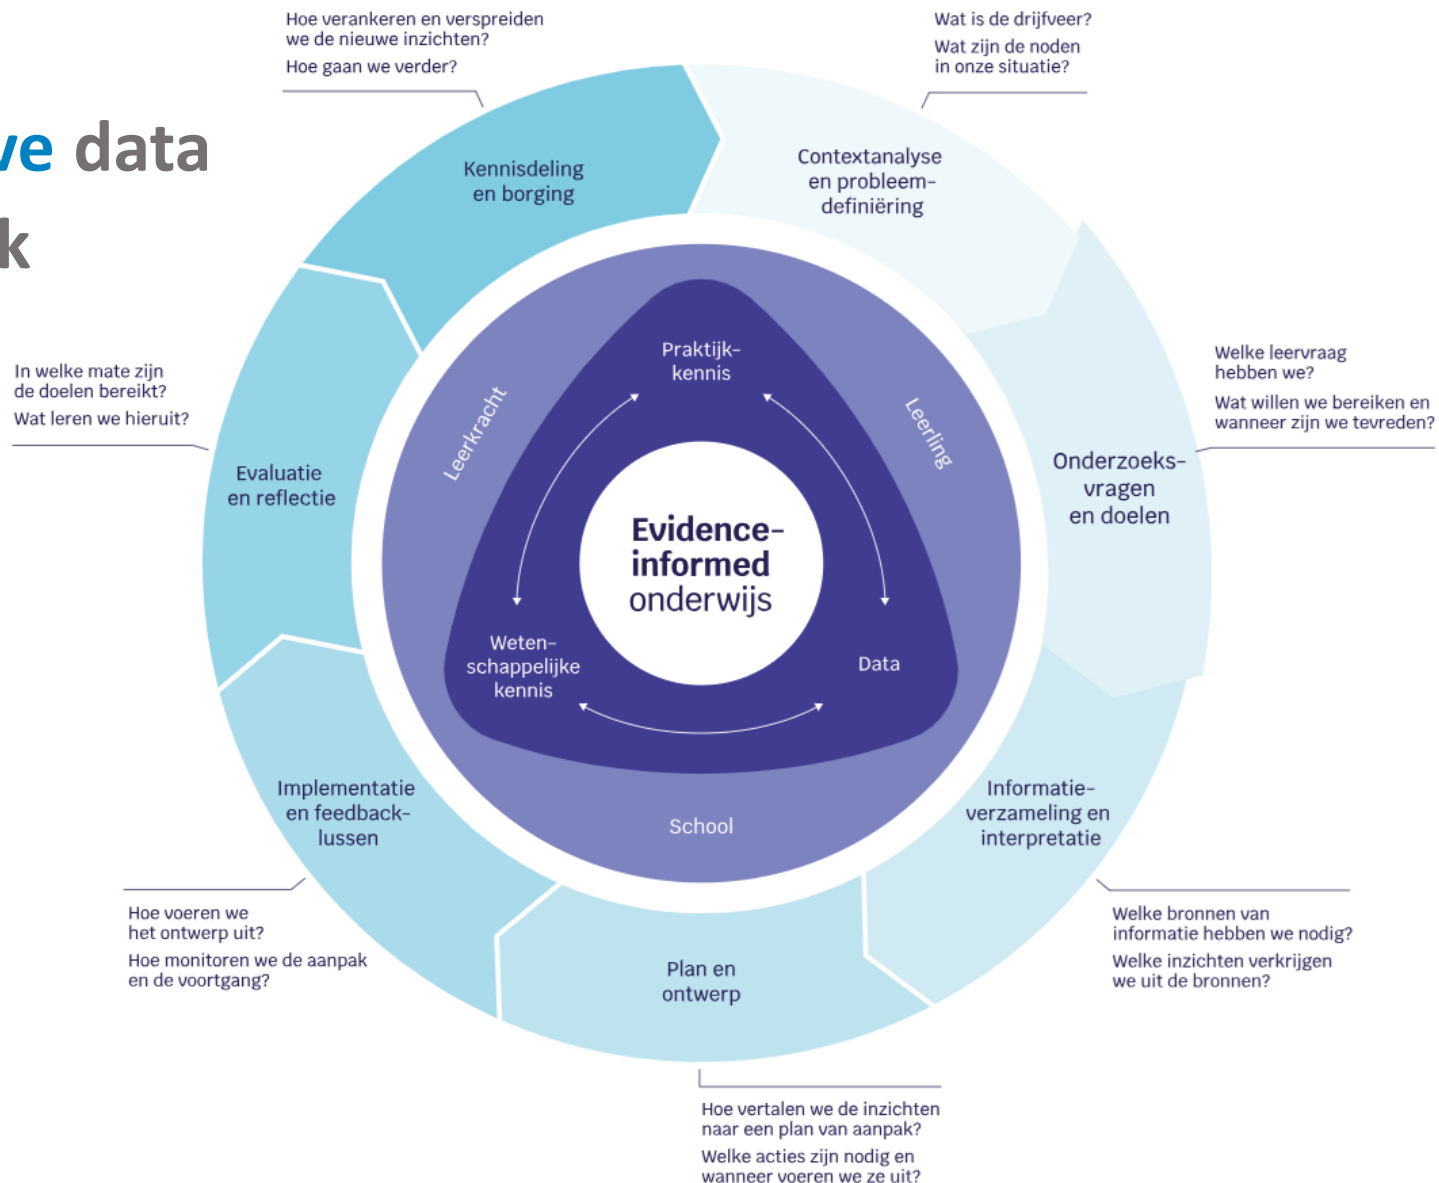 Hoe verankeren en verspreiden
we de nieuwe inzichten?
Hoe gaan we verder?
Wat is de drijfveer?
Wat zijn de noden
in onze situatie?
data
Kennisdeling
en borging
Contextanalyse
en probleem-
definiëring
In welke mate zijn
de doelen bereikt?
Wat leren we hieruit?
Welke leervraag
hebben we?
Wat willen we bereiken en
wanneer zijn we tevreden?
Praktijk-
kennis
Leerkracht
Leerling
Evaluatie
en reflectie
Onderzoeks-
vragen
en doelen
Evidence-
informed
onderwijs
Weten-
schappelijke
kennis
Data
Implementatie
en feedback-
lussen
School
Informatie-
verzameling en
interpretatie
Hoe voeren we
het ontwerp uit?
Hoe monitoren we de aanpak
en de voortgang?
Plan en
ontwerp
Welke bronnen van
informatie hebben we nodig?
Welke inzichten verkrijgen
we uit de bronnen?
Hoe vertalen we de inzichten
naar een plan van aanpak?
Welke acties zijn nodig en
wanneer voeren we ze uit?